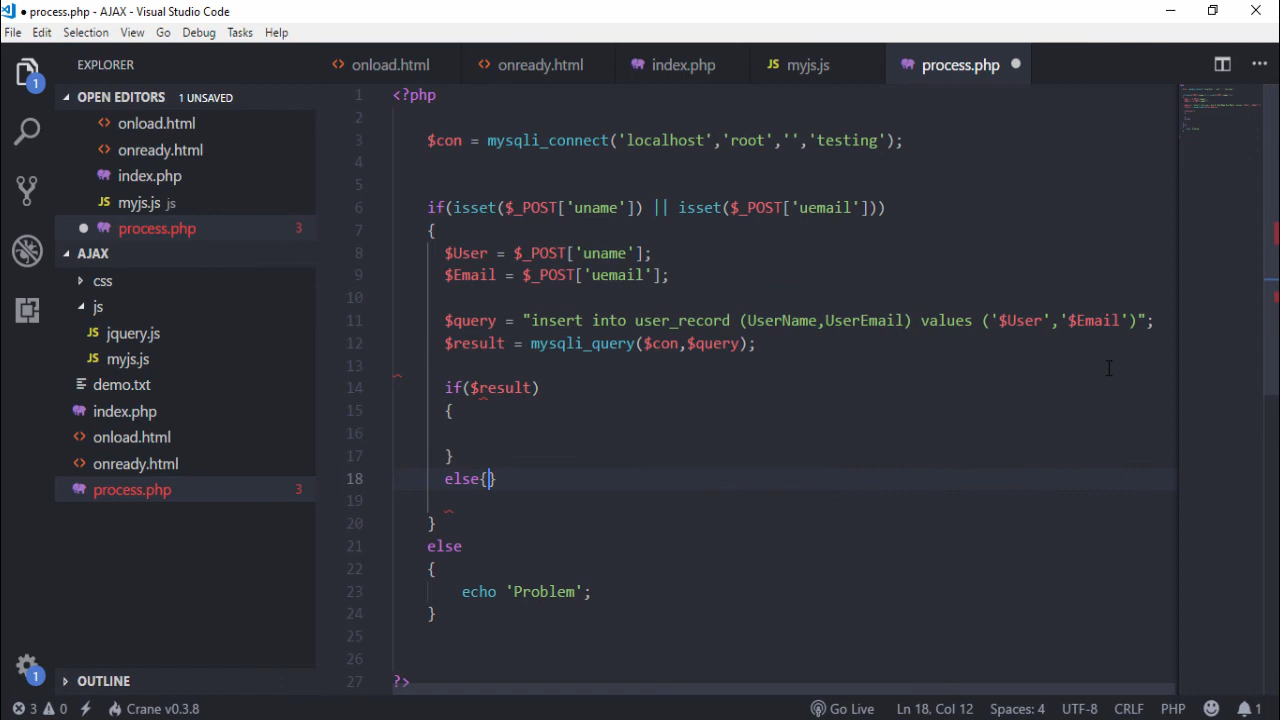 process.php - AJAX - Visual Studio Code
File Edit Selection View Go Debug Tasks Help
EXPLORER
onload.html onready.html index.php myjs.js process.php
OPEN EDITORS 1 UNSAVED
onload.html
onready.html
index.php
myjs.js js
process.php 3
AJAX
css
js
jquery.js
myjs.js
demo.txt
index.php
onload.html
onready.html
process.php 3
OUTLINE
1
1
1 <?php
2
3 $con = mysqli_connect('localhost','root','','testing');
4
5
6 if(isset($_POST['uname']) || isset($_POST['uemail']))
7 {
8 $User = $_POST['uname'];
9 $Email = $_POST['uemail'];
10
11 $query = "insert into user_record (UserName,UserEmail) values ('$User','$Email')";
12 $result = mysqli_query($con,$query);
13
14 if($result)
15 {
16
17 }
18 else{}
19
20 }
21 else
22 {
23 echo 'Problem';
24 }
25
26
27 ?>
3 0 Crane v0.3.8 Go Live Ln 18, Col 12 Spaces: 4 UTF-8 CRLF PHP 1